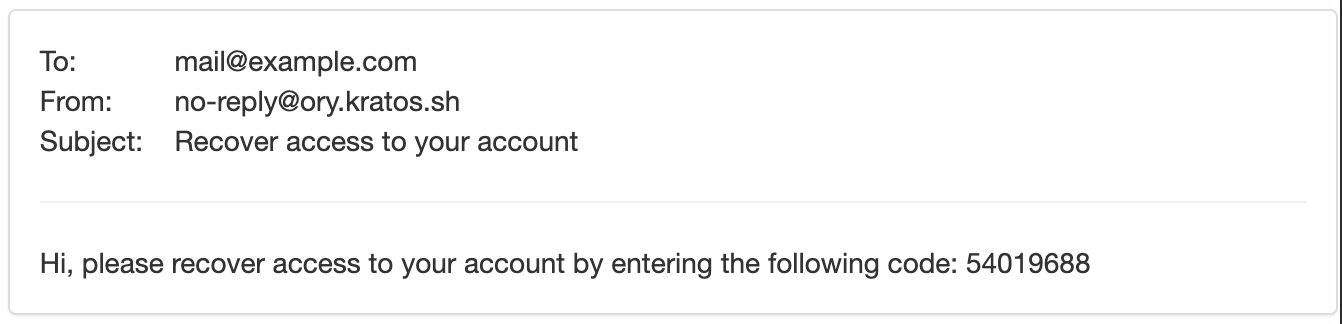 To: mail@example.com
From: no-reply@ory.kratos.sh
Subject: Recover access to your account
Hi, please recover access to your account by entering the following code: 54019688